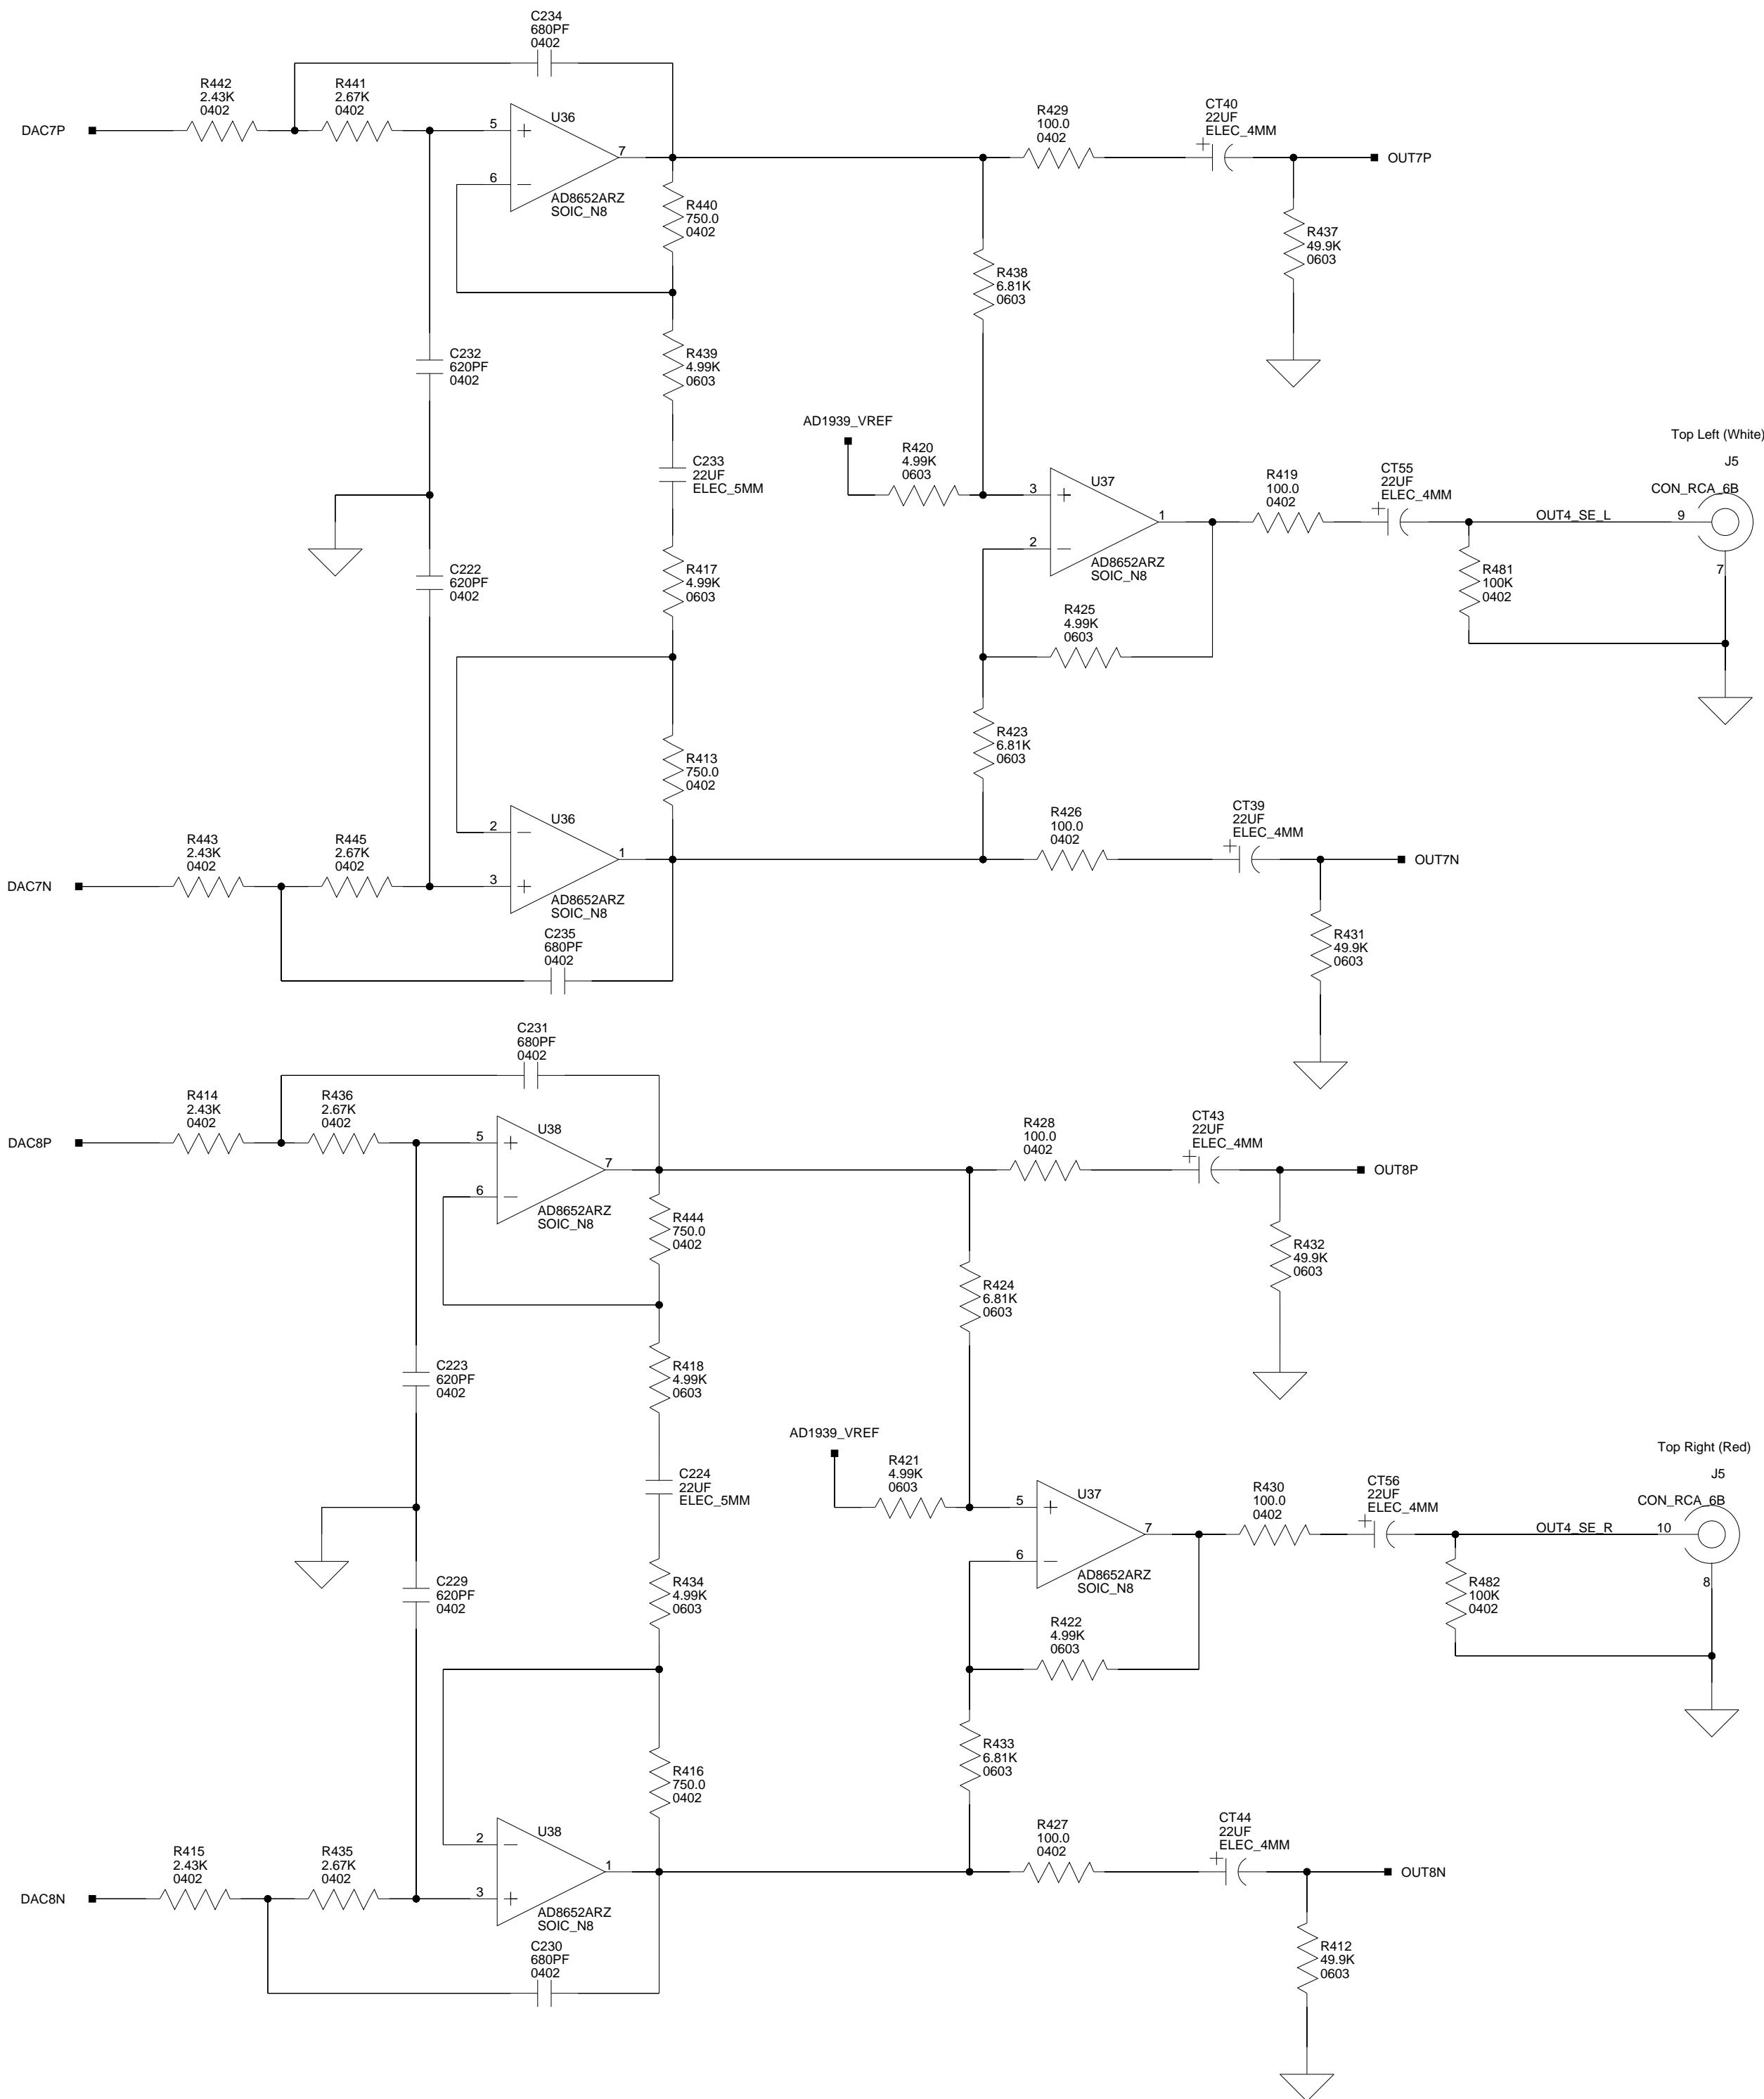 C234
680PF
0402
R442
2.43K
0402
R441
2.67K
0402
DAC7P
5
6
7
U36
AD8652ARZ
SOIC_N8
R440
750.0
0402
R429
100.0
0402
CT40
22UF
ELEC_4MM
OUT7P
R437
49.9K
0603
R438
6.81K
0603
C232
620PF
0402
R439
4.99K
0603
C233
22UF
ELEC_5MM
AD1939_VREF
R420
4.99K
0603
3
2
1
U37
AD8652ARZ
SOIC_N8
R419
100.0
0402
CT55
22UF
ELEC_4MM
Top Left (White)
J5
CON_RCA_6B
OUT4_SE_L
9
7
R481
100K
0402
C222
620PF
0402
R417
4.99K
0603
R425
4.99K
0603
R423
6.81K
0603
R413
750.0
0402
R443
2.43K
0402
R445
2.67K
0402
DAC7N
2
3
1
U36
AD8652ARZ
SOIC_N8
C235
680PF
0402
R426
100.0
0402
CT39
22UF
ELEC_4MM
OUT7N
R431
49.9K
0603
C231
680PF
0402
R414
2.43K
0402
R436
2.67K
0402
DAC8P
5
6
7
U38
AD8652ARZ
SOIC_N8
R444
750.0
0402
R428
100.0
0402
CT43
22UF
ELEC_4MM
OUT8P
R432
49.9K
0603
R424
6.81K
0603
C223
620PF
0402
R418
4.99K
0603
C224
22UF
ELEC_5MM
AD1939_VREF
R421
4.99K
0603
5
6
7
U37
AD8652ARZ
SOIC_N8
R430
100.0
0402
CT56
22UF
ELEC_4MM
Top Right (Red)
J5
CON_RCA_6B
OUT4_SE_R
10
8
R482
100K
0402
C229
620PF
0402
R434
4.99K
0603
R422
4.99K
0603
R433
6.81K
0603
R416
750.0
0402
R415
2.43K
0402
R435
2.67K
0402
DAC8N
2
3
1
U38
AD8652ARZ
SOIC_N8
C230
680PF
0402
R427
100.0
0402
CT44
22UF
ELEC_4MM
OUT8N
R412
49.9K
0603